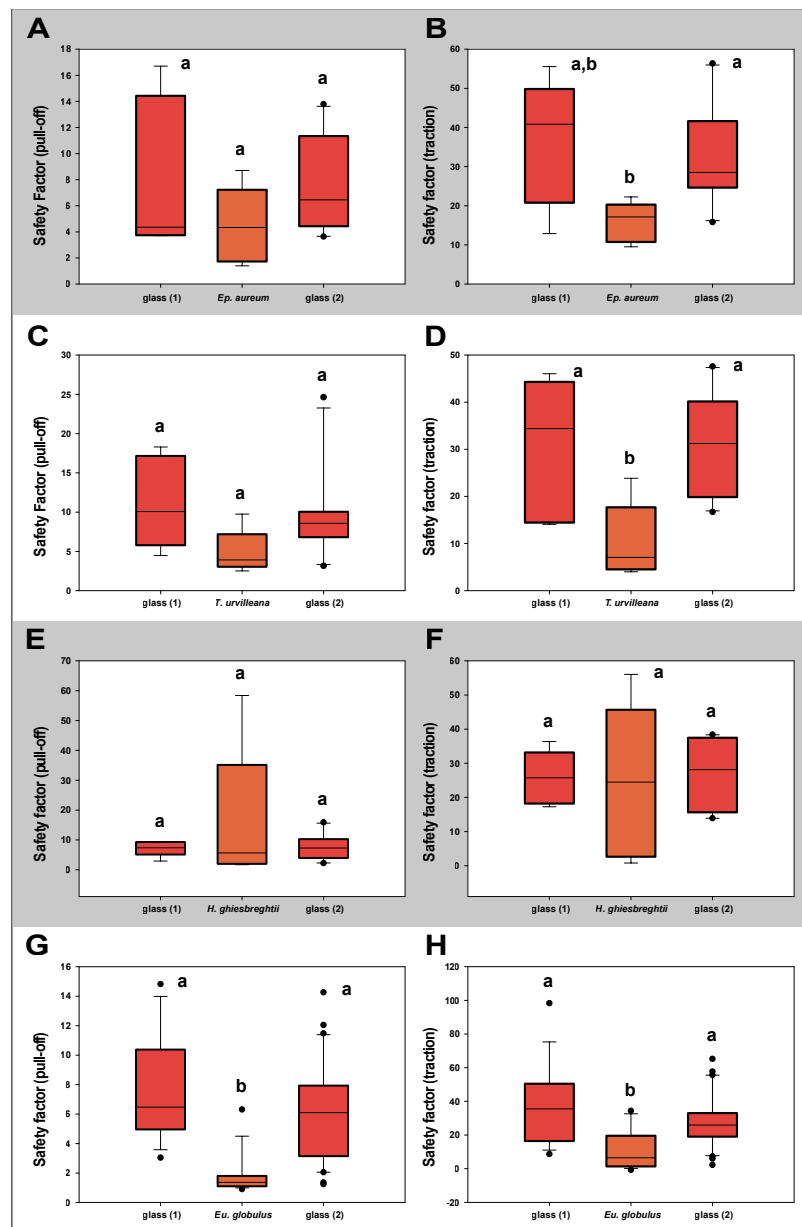 A
B
Safety Factor (pull-off)
18
16
14
12
10
8
6
4
2
0
a
a
a
glass (1)
Ep. aureum
glass (2)
Safety factor (traction)
60
50
40
30
20
10
0
a,b
b
a
glass (1)
Ep. aureum
glass (2)
C
D
Safety Factor (pull-off)
30
25
20
15
10
5
0
a
a
a
glass (1)
T. urvilleana
glass (2)
Safety factor (traction)
50
40
30
20
10
0
a
b
a
glass (1)
T. urvilleana
glass (2)
E
F
Safety factor (pull-off)
70
60
50
40
30
20
10
0
a
a
a
glass (1)
H. ghiesbreghtii
glass (2)
Safety factor (traction)
60
50
40
30
20
10
0
a
a
a
glass (1)
H. ghiesbreghtii
glass (2)
G
H
Safety factor (pull-off)
16
14
12
10
8
6
4
2
0
a
b
a
glass (1)
Eu. globulus
glass (2)
Safety factor (traction)
120
100
80
60
40
20
0
-20
a
b
a
glass (1)
Eu. globulus
glass (2)